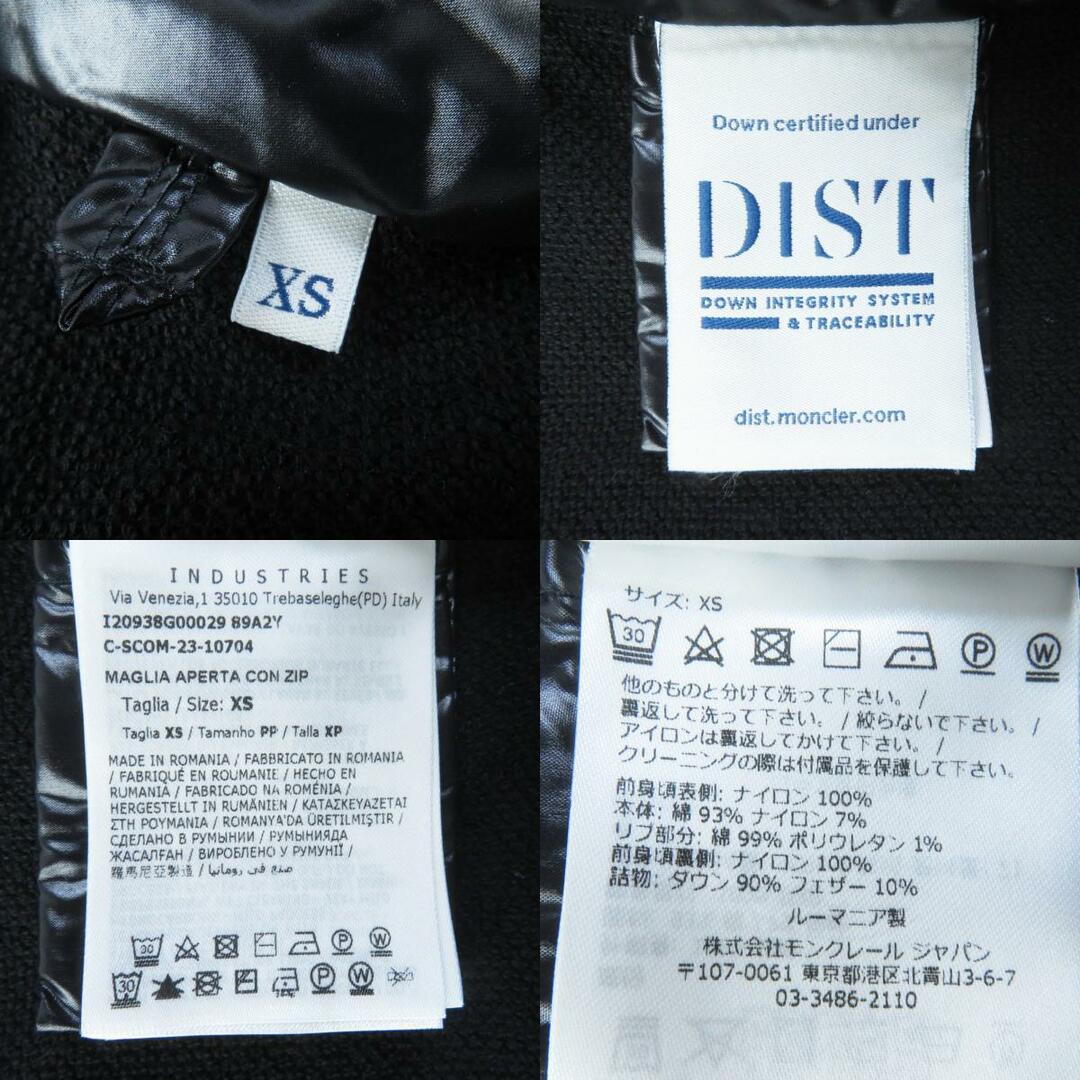 XS
Down certified under
DIST
DOWN INTEGRITY SYSTEM
& TRACEABILITY
dist.moncler.com
INDUSTRIES
Via Venezia,1 35010 Trebaseleghe(PD) Italy
I20938G00029 89A2Y
C-SCOM-23-10704
MAGLIA APERTA CON ZIP
Taglia / Size: XS
Taglia XS / Tamanho PP / Talla XP
MADE IN ROMANIA / FABBRICATO IN ROMANIA
/ FABRIQUÉ EN ROUMANIE / HECHO EN
RUMANÍA / FABRICADO NA ROMÉNIA /
HERGESTELLT IN RUMÄNIEN / ΚΑΤΑΣΚΕΥΑΖΕΤΑΙ
ΣΤΗ ΡΟΥΜΑΝΙΑ / ROMANYA'DA ÜRETİLMİŞTİR /
СДЕЛАНО В РУМЫНИИ / РУМЫНИЯДА
ЖАСАЛҒАН / ВИРОБЛЕНО У РУМУНІЇ /
羅馬尼亞製造 / صنع في رومانيا
30 P W
30 P W
サイズ: XS
30 P W
他のものと分けて洗って下さい。 /
裏返して洗って下さい。 / 絞らないで下さい。 /
アイロンは裏返してかけて下さい。 /
クリーニングの際は付属品を保護して下さい。
前身頃表側: ナイロン 100%
本体: 綿 93% ナイロン 7%
リブ部分: 綿 99% ポリウレタン 1%
前身頃裏側: ナイロン 100%
詰物: ダウン 90% フェザー 10%
ルーマニア製
株式会社モンクレール ジャパン
〒107-0061 東京都港区北青山3-6-7
03-3486-2110